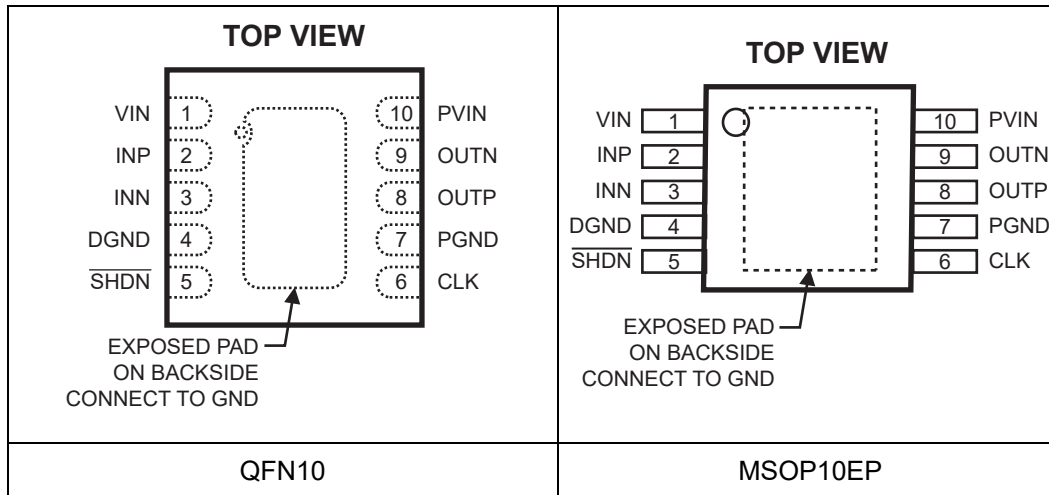 TOP VIEW
VIN 1 10 PVIN
INP 2 9 OUTN
INN 3 8 OUTP
DGND 4 7 PGND
SHDN 5 6 CLK
EXPOSED PAD
ON BACKSIDE
CONNECT TO GND
QFN10
TOP VIEW
VIN 1 10 PVIN
INP 2 9 OUTN
INN 3 8 OUTP
DGND 4 7 PGND
SHDN 5 6 CLK
EXPOSED PAD
ON BACKSIDE
CONNECT TO GND
MSOP10EP